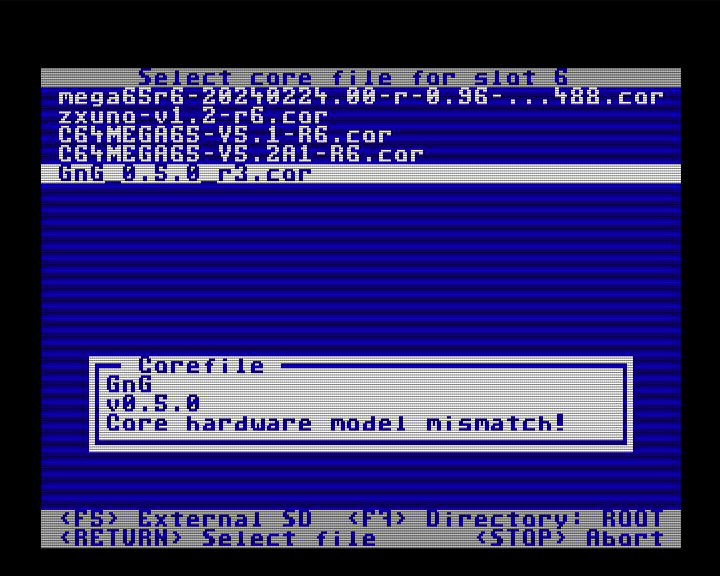 Select core file for slot 6
mega65r6-20240224.00-r-0.96-...488.cor
zxuno-v1.2-r6.cor
C64MEGA65-V5.1-R6.cor
C64MEGA65-V5.2A1-R6.cor
GnG_0.5.0_r3.cor
Corefile
GnG
v0.5.0
Core hardware model mismatch!
<F5> External SD <F9> Directory: ROOT
<RETURN> Select file <STOP> Abort